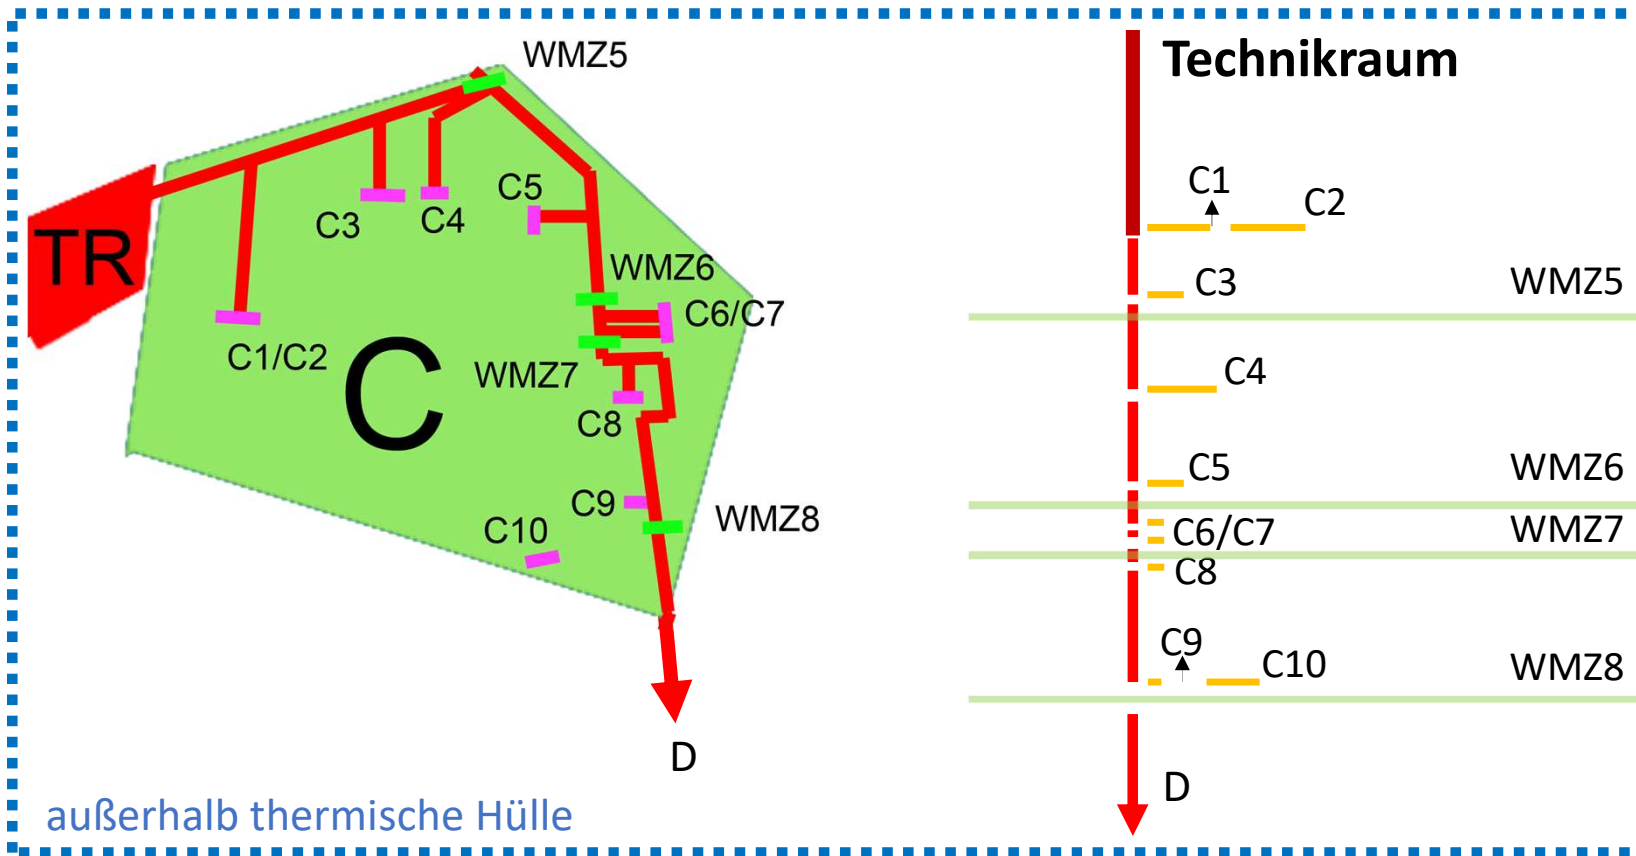 WMZ5
C5
C3
C4
TR
WMZ6
C6/C7
C1/C2
C
WMZ7
C8
C9
C10
WMZ8
D
außerhalb thermische Hülle
Technikraum
C1
C2
C3
WMZ5
C4
C5
WMZ6
C6/C7
WMZ7
C8
C9
C10
WMZ8
D